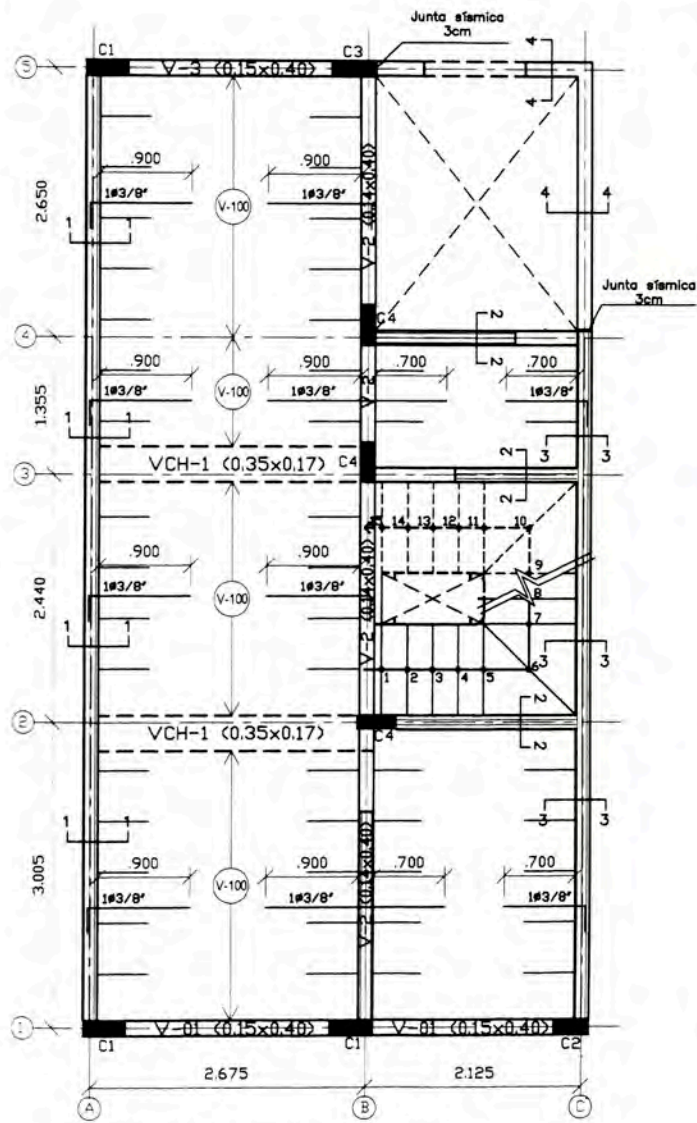 Junta sísmica
3cm
C1
C3
5
V-3 (0.15x0.40)
4
4
.900
.900
1ø3/8"
1ø3/8"
V-100
1
1
2.650
V-2 (0.14x0.40)
4
4
Junta sísmica
3cm
C4
2
2
4
.900
.900
.700
.700
1ø3/8"
1ø3/8"
1ø3/8"
V-100
V-2
1
1
1.355
3
3
2
2
VCH-1 (0.35x0.17)
C4
3
14
13
12
11
10
9
8
7
6
.900
.900
1ø3/8"
1ø3/8"
V-100
V-2 (0.14x0.40)
1
1
2.440
3
3
1
2
3
4
5
2
2
2
VCH-1 (0.35x0.17)
C4
1
1
3
3
3.005
.900
.900
.700
.700
1ø3/8"
1ø3/8"
1ø3/8"
V-100
V-2 (0.14x0.40)
1
V-01 (0.15x0.40)
V-01 (0.15x0.40)
C1
C1
C2
2.675
2.125
A
B
C